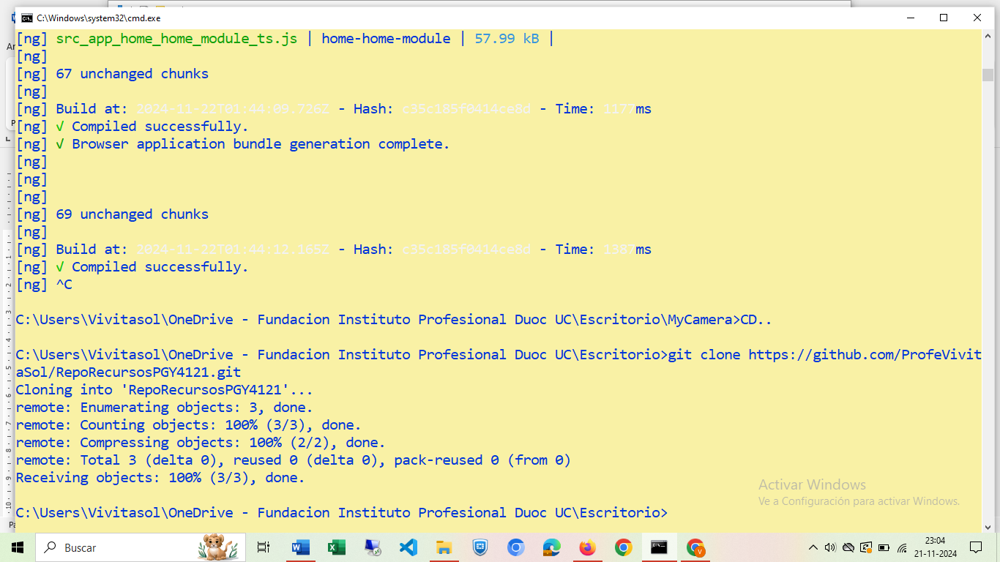 C:\Windows\system32\cmd.exe
[ng] src_app_home_home_module_ts.js | home-home-module | 57.99 kB |
[ng]
[ng] 67 unchanged chunks
[ng]
[ng] Build at: 2024-11-22T01:44:09.726Z - Hash: c35c185f0414ce8d - Time: 1177ms
[ng] √ Compiled successfully.
[ng] √ Browser application bundle generation complete.
[ng]
[ng]
[ng]
[ng] 69 unchanged chunks
[ng]
[ng] Build at: 2024-11-22T01:44:12.165Z - Hash: c35c185f0414ce8d - Time: 1387ms
[ng] √ Compiled successfully.
[ng] ^C
C:\Users\Vivitasol\OneDrive - Fundacion Instituto Profesional Duoc UC\Escritorio\MyCamera>CD..
C:\Users\Vivitasol\OneDrive - Fundacion Instituto Profesional Duoc UC\Escritorio>git clone https://github.com/ProfeVivit
aSol/RepoRecursosPGY4121.git
Cloning into 'RepoRecursosPGY4121'...
remote: Enumerating objects: 3, done.
remote: Counting objects: 100% (3/3), done.
remote: Compressing objects: 100% (2/2), done.
remote: Total 3 (delta 0), reused 0 (delta 0), pack-reused 0 (from 0)
Receiving objects: 100% (3/3), done.
Activar Windows
Ve a Configuración para activar Windows.
C:\Users\Vivitasol\OneDrive - Fundacion Instituto Profesional Duoc UC\Escritorio>
Buscar
23:04
21-11-2024